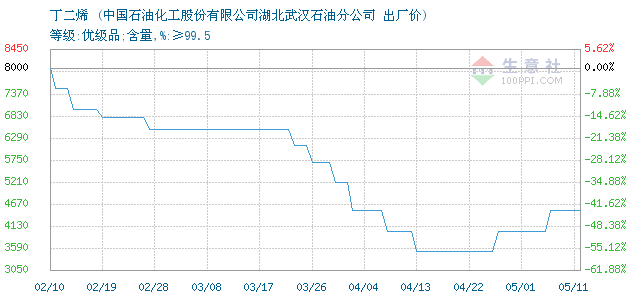 丁二烯 (中国石油化工股份有限公司湖北武汉石油分公司 出厂价)
等级:优级品;含量,%:≥99.5
生意社
100PPI.COM
8450 5.62%
8000 0.00%
7370 -7.88%
6830 -14.62%
6290 -21.38%
5750 -28.12%
5210 -34.88%
4670 -41.62%
4130 -48.38%
3590 -55.12%
3050 -61.88%
02/10 02/19 02/28 03/08 03/17 03/26 04/04 04/13 04/22 05/01 05/11